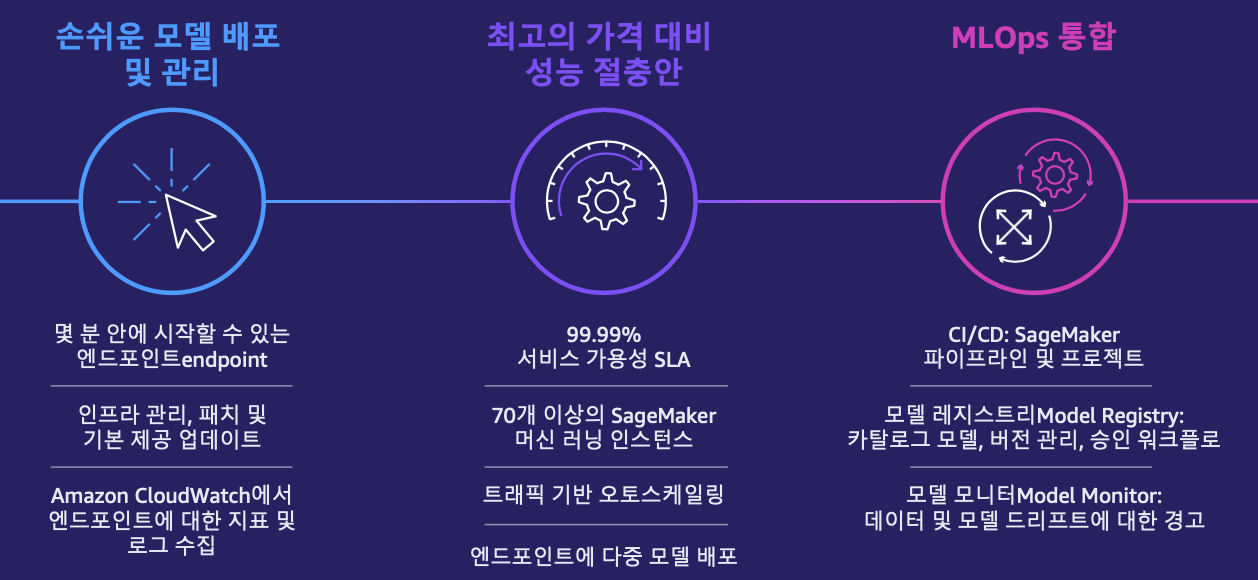 손쉬운 모델 배포
및 관리
몇 분 안에 시작할 수 있는
엔드포인트endpoint
인프라 관리, 패치 및
기본 제공 업데이트
Amazon CloudWatch에서
엔드포인트에 대한 지표 및
로그 수집
최고의 가격 대비
성능 절충안
99.99%
서비스 가용성 SLA
70개 이상의 SageMaker
머신 러닝 인스턴스
트래픽 기반 오토스케일링
엔드포인트에 다중 모델 배포
MLOps 통합
CI/CD: SageMaker
파이프라인 및 프로젝트
모델 레지스트리Model Registry:
카탈로그 모델, 버전 관리, 승인 워크플로
모델 모니터Model Monitor:
데이터 및 모델 드리프트에 대한 경고